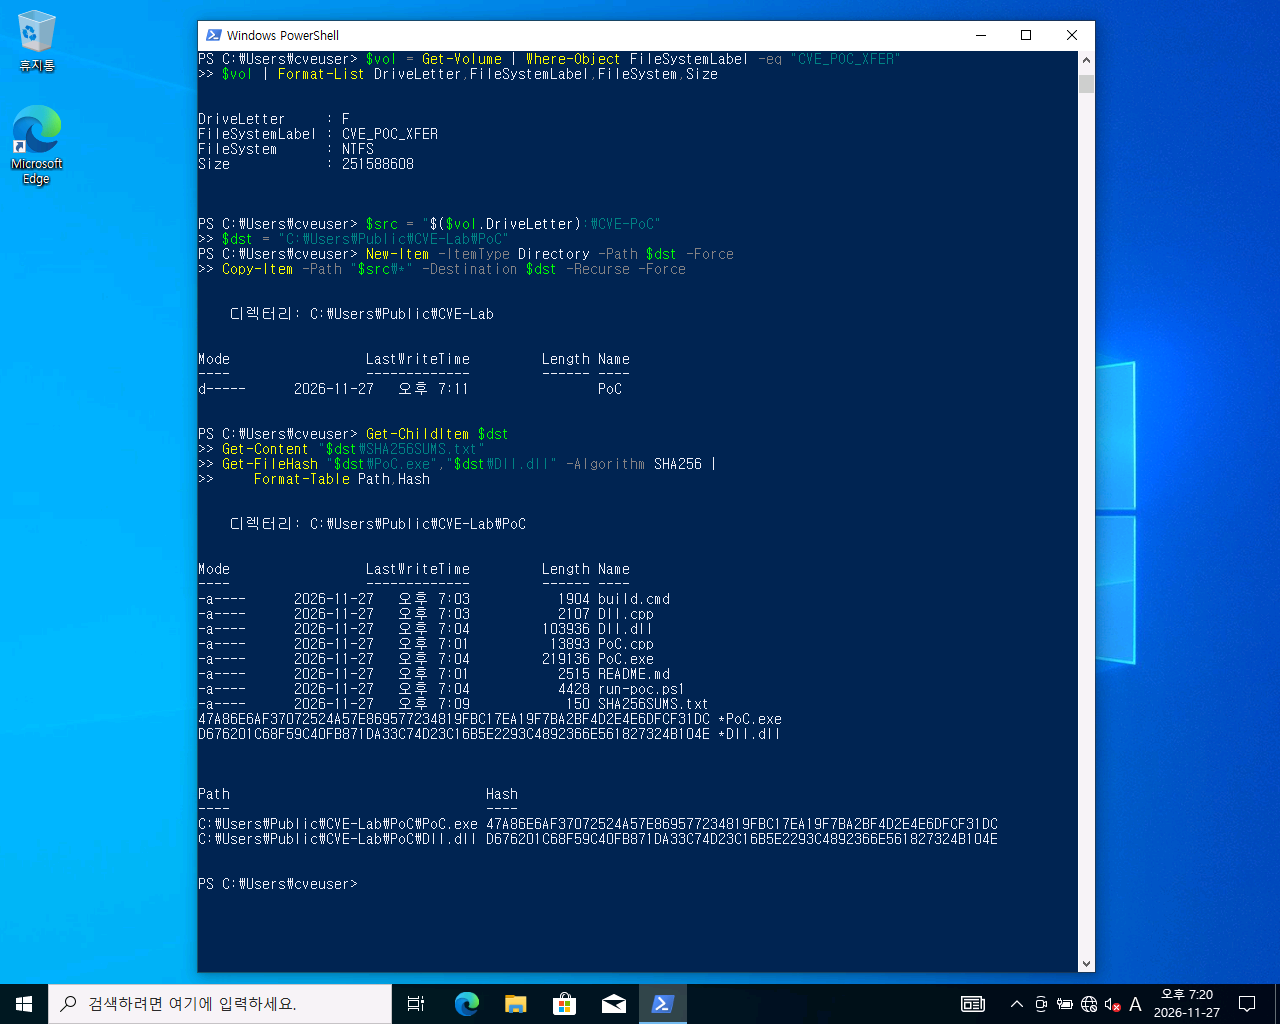 휴지통
Microsoft
Edge
Windows PowerShell
PS C:₩Users₩cveuser> $vol = Get-Volume | Where-Object FileSystemLabel -eq "CVE_POC_XFER"
>> $vol | Format-List DriveLetter,FileSystemLabel,FileSystem,Size
DriveLetter     : F
FileSystemLabel : CVE_POC_XFER
FileSystem      : NTFS
Size            : 251588608
PS C:₩Users₩cveuser> $src = "$($vol.DriveLetter):₩CVE-PoC"
>> $dst = "C:₩Users₩Public₩CVE-Lab₩PoC"
PS C:₩Users₩cveuser> New-Item -ItemType Directory -Path $dst -Force
>> Copy-Item -Path "$src₩*" -Destination $dst -Recurse -Force
디렉터리: C:₩Users₩Public₩CVE-Lab
Mode                 LastWriteTime         Length Name
----                 -------------         ------ ----
d-----      2026-11-27   오후 7:11                PoC
PS C:₩Users₩cveuser> Get-ChildItem $dst
>> Get-Content "$dst₩SHA256SUMS.txt"
>> Get-FileHash "$dst₩PoC.exe","$dst₩Dll.dll" -Algorithm SHA256 |
>>     Format-Table Path,Hash
디렉터리: C:₩Users₩Public₩CVE-Lab₩PoC
Mode                 LastWriteTime         Length Name
----                 -------------         ------ ----
-a----      2026-11-27   오후 7:03           1904 build.cmd
-a----      2026-11-27   오후 7:03           2107 Dll.cpp
-a----      2026-11-27   오후 7:04         103936 Dll.dll
-a----      2026-11-27   오후 7:01          13893 PoC.cpp
-a----      2026-11-27   오후 7:04         219136 PoC.exe
-a----      2026-11-27   오후 7:01           2515 README.md
-a----      2026-11-27   오후 7:04           4428 run-poc.ps1
-a----      2026-11-27   오후 7:09            150 SHA256SUMS.txt
47A86E6AF37072524A57E869577234819FBC17EA19F7BA2BF4D2E4E6DFCF31DC *PoC.exe
D676201C68F59C40FB871DA33C74D23C16B5E2293C4892366E561827324B104E *Dll.dll
Path                                Hash
----                                ----
C:₩Users₩Public₩CVE-Lab₩PoC₩PoC.exe 47A86E6AF37072524A57E869577234819FBC17EA19F7BA2BF4D2E4E6DFCF31DC
C:₩Users₩Public₩CVE-Lab₩PoC₩Dll.dll D676201C68F59C40FB871DA33C74D23C16B5E2293C4892366E561827324B104E
PS C:₩Users₩cveuser>
검색하려면 여기에 입력하세요.
A
오후 7:20
2026-11-27